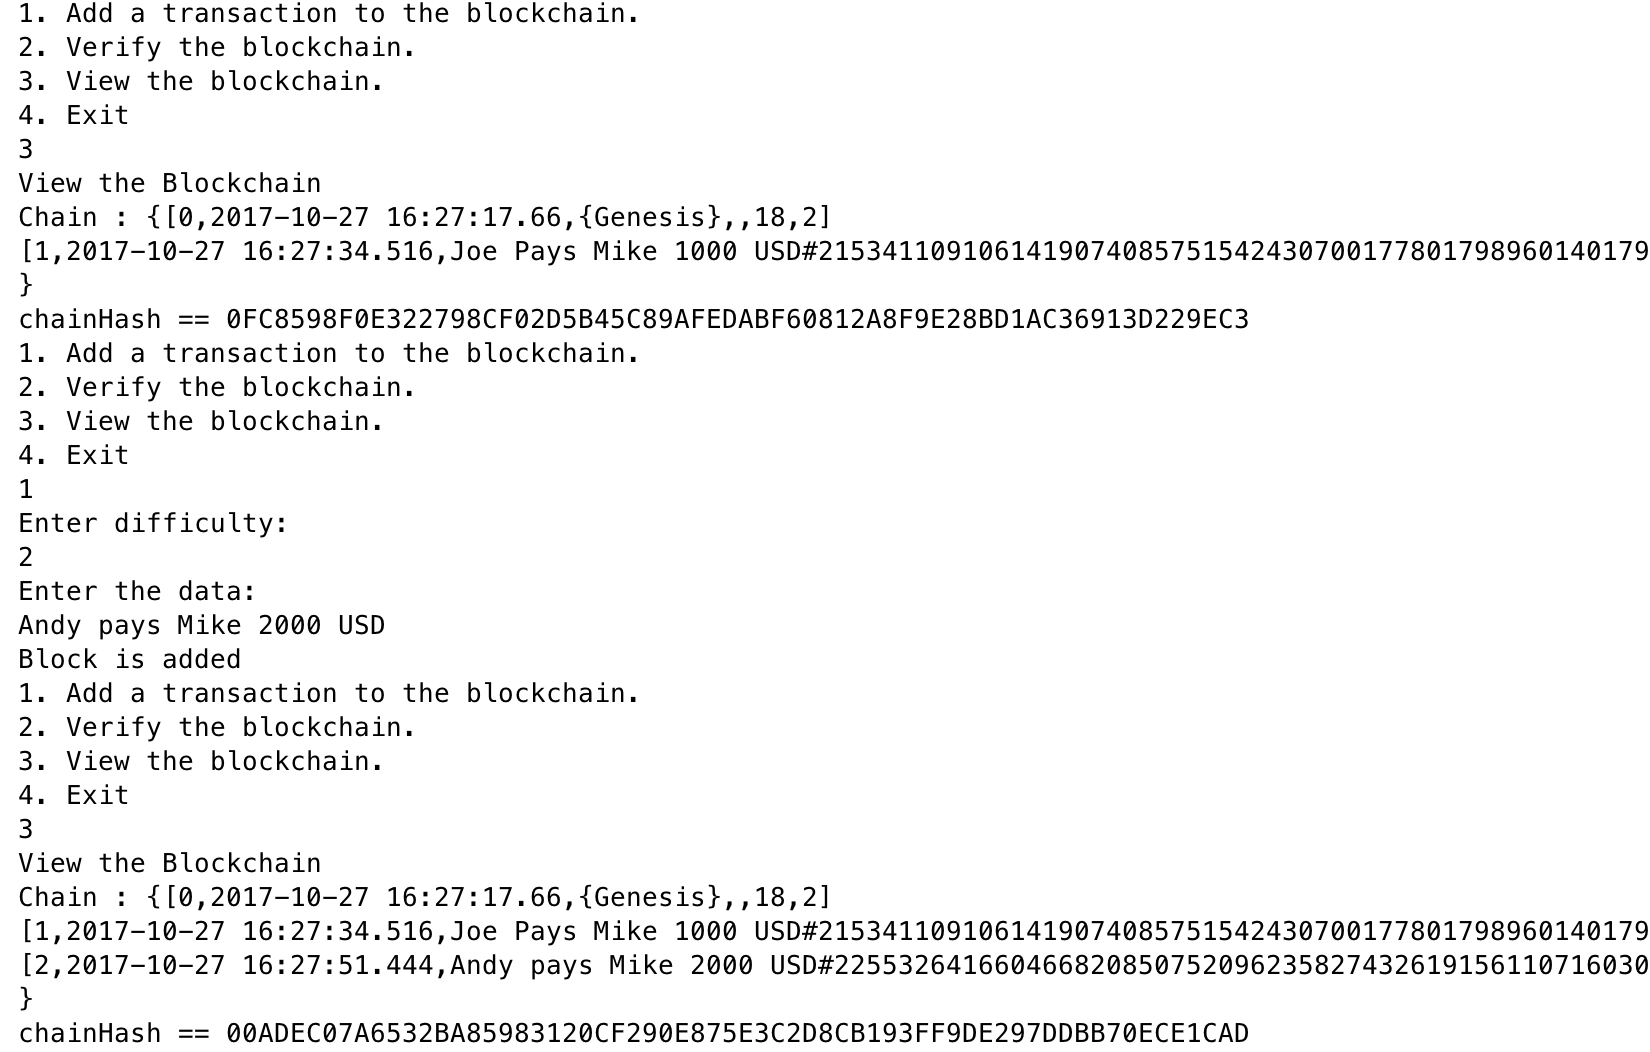 1. Add a transaction to the blockchain.
2. Verify the blockchain.
3. View the blockchain.
4. Exit
3
View the Blockchain
Chain : {[0,2017-10-27 16:27:17.66,{Genesis},,18,2]
[1,2017-10-27 16:27:34.516,Joe Pays Mike 1000 USD#2153411091061419074085751542430700177801798960140179
}
chainHash == 0FC8598F0E322798CF02D5B45C89AFEDABF60812A8F9E28BD1AC36913D229EC3
1. Add a transaction to the blockchain.
2. Verify the blockchain.
3. View the blockchain.
4. Exit
1
Enter difficulty:
2
Enter the data:
Andy pays Mike 2000 USD
Block is added
1. Add a transaction to the blockchain.
2. Verify the blockchain.
3. View the blockchain.
4. Exit
3
View the Blockchain
Chain : {[0,2017-10-27 16:27:17.66,{Genesis},,18,2]
[1,2017-10-27 16:27:34.516,Joe Pays Mike 1000 USD#2153411091061419074085751542430700177801798960140179
[2,2017-10-27 16:27:51.444,Andy pays Mike 2000 USD#225532641660466820850752096235827432619156110716030
}
chainHash == 00ADEC07A6532BA85983120CF290E875E3C2D8CB193FF9DE297DDBB70ECE1CAD